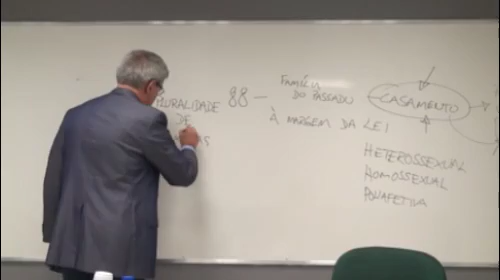 PLURALIDADE
DE
88 —
FAMÍLIA
DO PASSADO
CASAMENTO
À MARGEM DA LEI
HETEROSSEXUAL
HOMOSSEXUAL
POLIAFETIVA